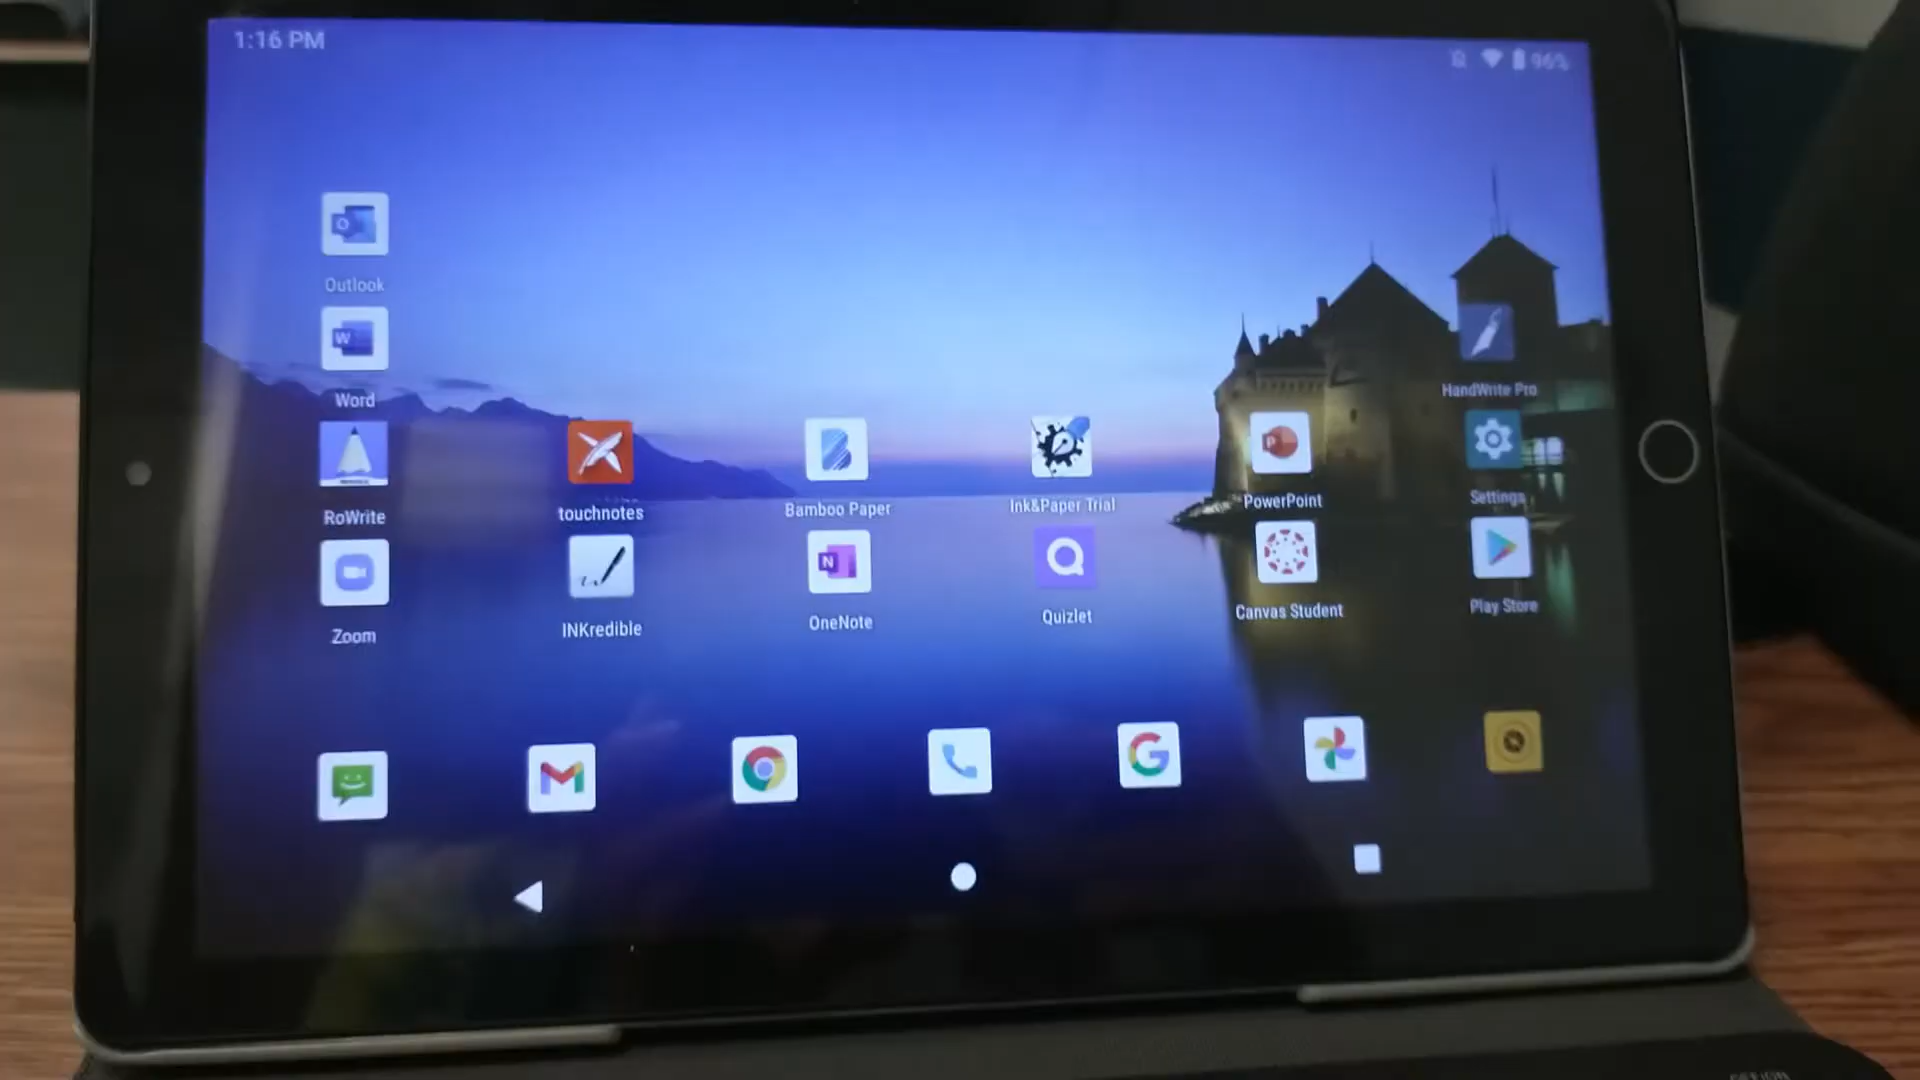 1:16 PM
96%
Outlook
Word
HandWrite Pro
RoWrite
touchnotes
Bamboo Paper
Ink&Paper Trial
PowerPoint
Settings
Zoom
INKredible
OneNote
Quizlet
Canvas Student
Play Store